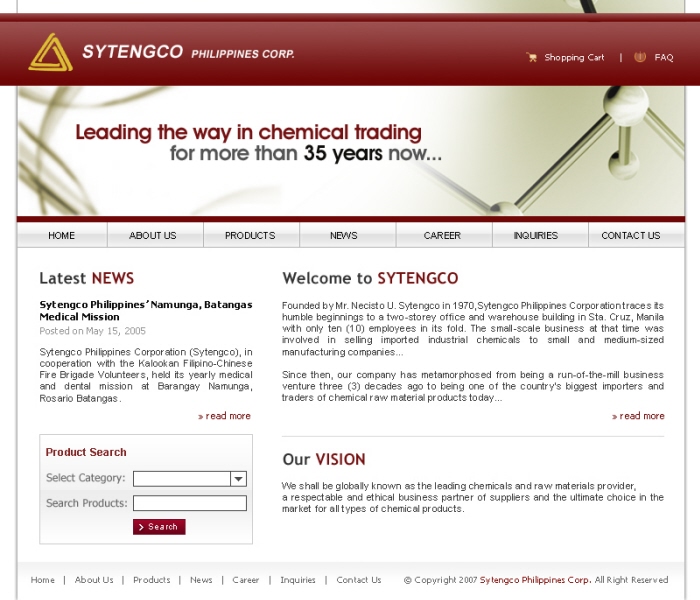 SYTENGCO PHILIPPINES CORP.
Shopping Cart | FAQ
Leading the way in chemical trading
for more than 35 years now...
HOME ABOUT US PRODUCTS NEWS CAREER INQUIRIES CONTACT US
Latest NEWS
Sytengco Philippines' Namunga, Batangas
Medical Mission
Posted on May 15, 2005
Sytengco Philippines Corporation (Sytengco), in
cooperation with the Kalookan Filipino-Chinese
Fire Brigade Volunteers, held its yearly medical
and dental mission at Barangay Namunga,
Rosario Batangas.
» read more
Product Search
Select Category:
Search Products:
Search
Welcome to SYTENGCO
Founded by Mr. Necisto U. Sytengco in 1970,Sytengco Philippines Corporation traces its
humble beginnings to a two-storey office and warehouse building in Sta. Cruz, Manila
with only ten (10) employees in its fold. The small-scale business at that time was
involved in selling imported industrial chemicals to small and medium-sized
manufacturing companies...
Since then, our company has metamorphosed from being a run-of-the-mill business
venture three (3) decades ago to being one of the country's biggest importers and
traders of chemical raw material products today...
» read more
Our VISION
We shall be globally known as the leading chemicals and raw materials provider,
a respectable and ethical business partner of suppliers and the ultimate choice in the
market for all types of chemical products.
Home | About Us | Products | News | Career | Inquiries | Contact Us © Copyright 2007 Sytengco Philippines Corp. All Right Reserved